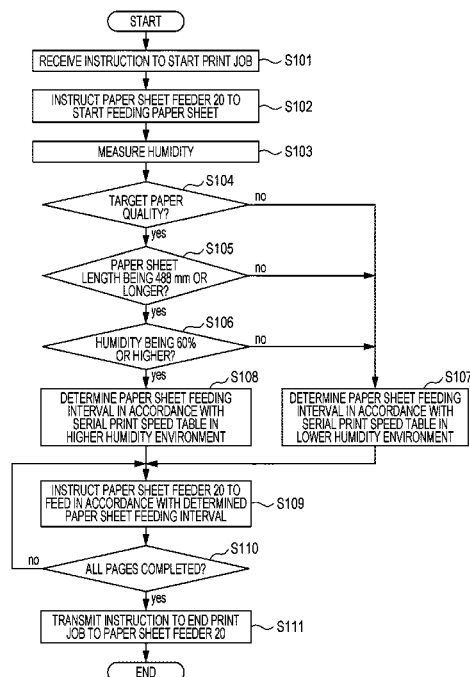 START
RECEIVE INSTRUCTION TO START PRINT JOB
S101
INSTRUCT PAPER SHEET FEEDER 20 TO
START FEEDING PAPER SHEET
S102
MEASURE HUMIDITY
S103
S104
TARGET PAPER
QUALITY?
no
yes
S105
PAPER SHEET
LENGTH BEING 488 mm OR
LONGER?
no
yes
S106
HUMIDITY BEING 60%
OR HIGHER?
no
yes
S108
DETERMINE PAPER SHEET FEEDING
INTERVAL IN ACCORDANCE WITH
SERIAL PRINT SPEED TABLE IN
HIGHER HUMIDITY ENVIRONMENT
S107
DETERMINE PAPER SHEET FEEDING
INTERVAL IN ACCORDANCE WITH
SERIAL PRINT SPEED TABLE IN
LOWER HUMIDITY ENVIRONMENT
INSTRUCT PAPER SHEET FEEDER 20 TO
FEED IN ACCORDANCE WITH DETERMINED
PAPER SHEET FEEDING INTERVAL
S109
S110
no
ALL PAGES COMPLETED?
yes
TRANSMIT INSTRUCTION TO END PRINT
JOB TO PAPER SHEET FEEDER 20
S111
END